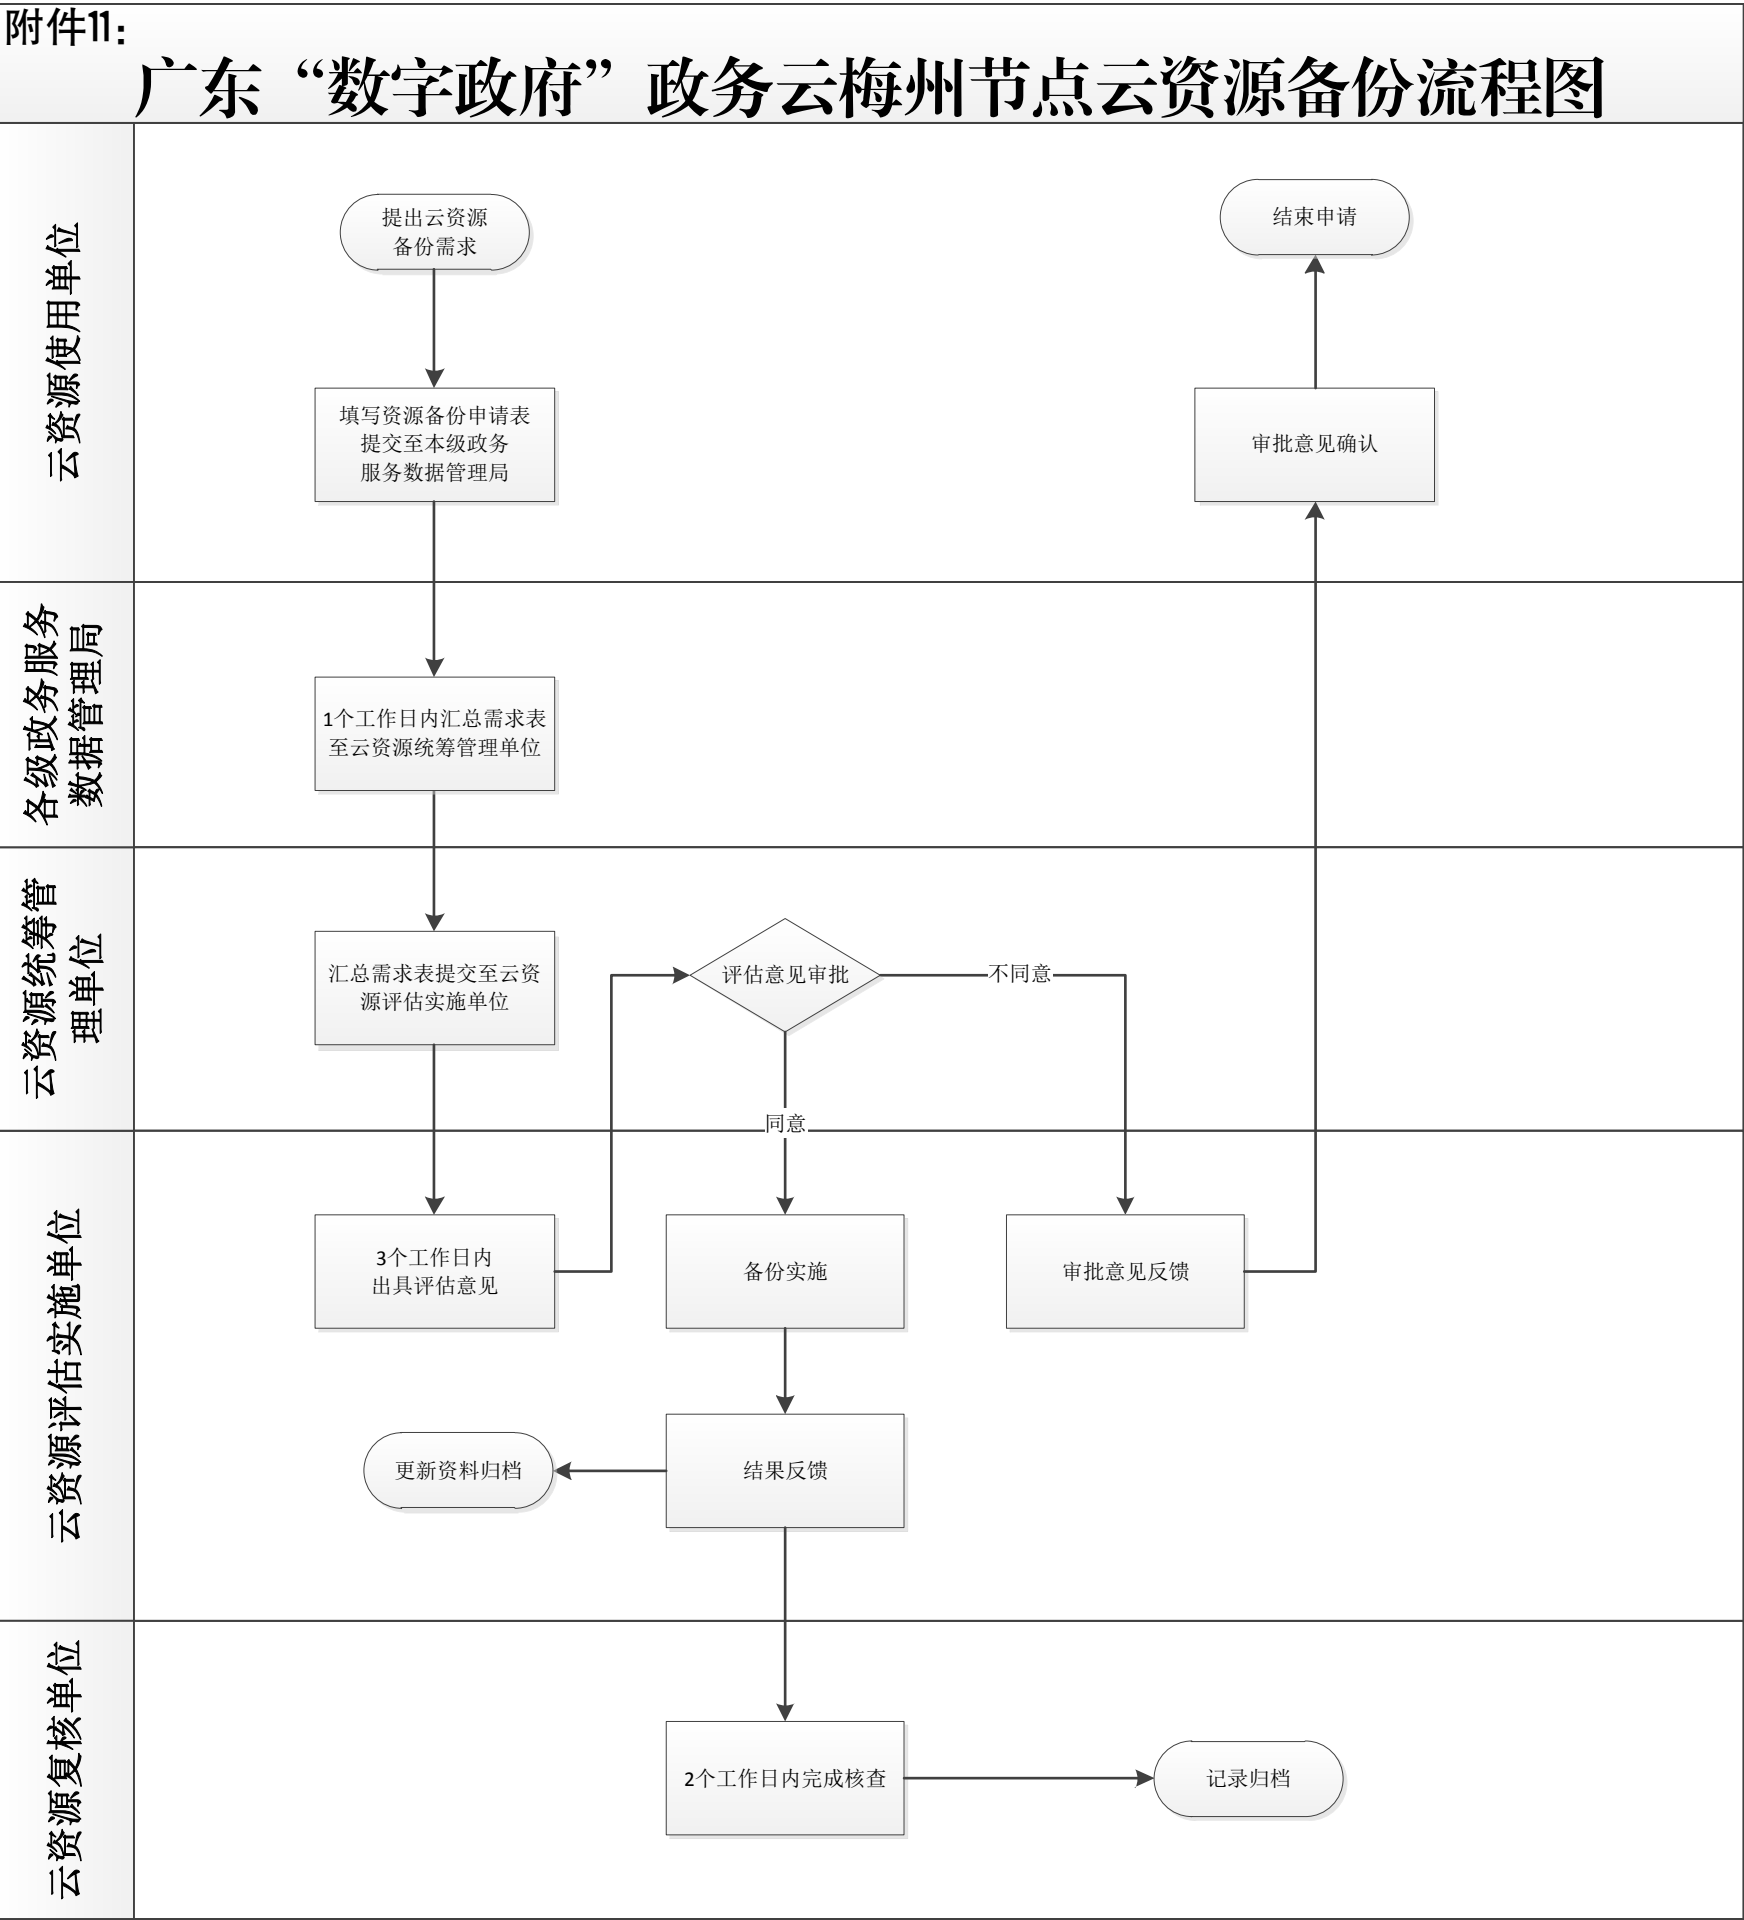 附件11：
广东“数字政府”政务云梅州节点云资源备份流程图
云资源使用单位
提出云资源
备份需求
结束申请
填写资源备份申请表
提交至本级政务
服务数据管理局
审批意见确认
各级政务服务
数据管理局
1个工作日内汇总需求表
至云资源统筹管理单位
云资源统筹管
理单位
汇总需求表提交至云资
源评估实施单位
评估意见审批
不同意
同意
云资源评估实施单位
3个工作日内
出具评估意见
备份实施
审批意见反馈
更新资料归档
结果反馈
云资源复核单位
2个工作日内完成核查
记录归档